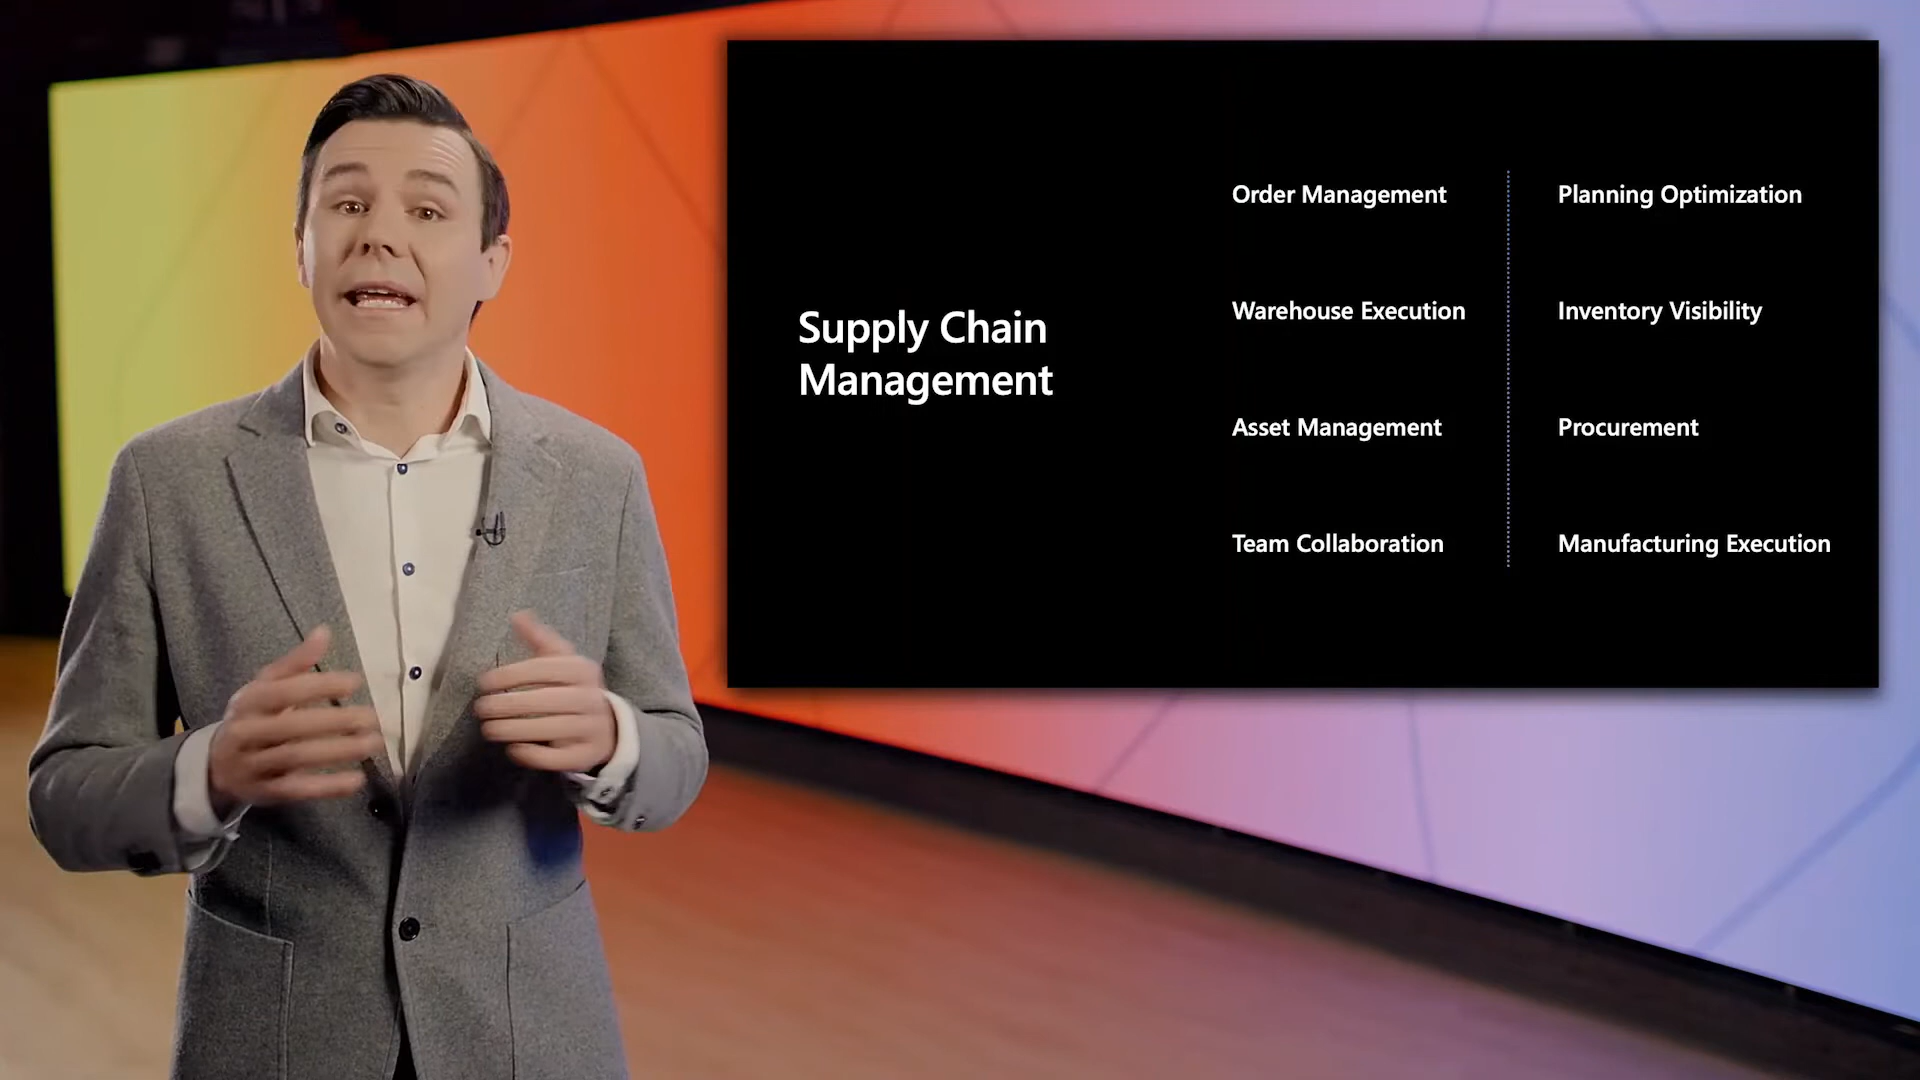 Supply Chain
Management
Order Management
Warehouse Execution
Asset Management
Team Collaboration
Planning Optimization
Inventory Visibility
Procurement
Manufacturing Execution